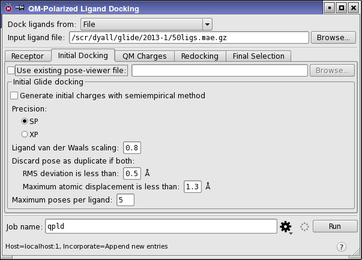 QM-Polarized Ligand Docking
Dock ligands from: File
Input ligand file: /scr/dyall/glide/2013-1/50ligs.mae.gz Browse...
Receptor Initial Docking QM Charges Redocking Final Selection
Use existing pose-viewer file: Browse...
Initial Glide docking
Generate initial charges with semiempirical method
Precision:
SP
XP
Ligand van der Waals scaling: 0.8
Discard pose as duplicate if both:
RMS deviation is less than: 0.5 Å
Maximum atomic displacement is less than: 1.3 Å
Maximum poses per ligand: 5
Job name: qpld Run
Host=localhost:1, Incorporate=Append new entries
?